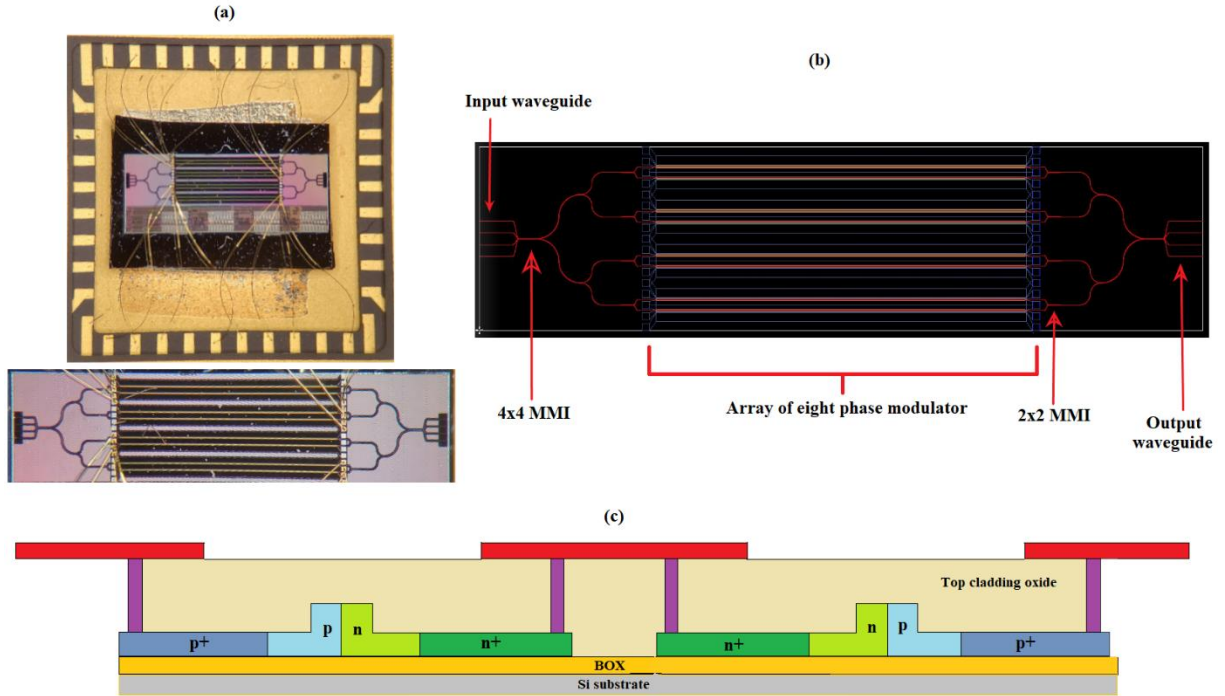 (a)
(b)
Input waveguide
4x4 MMI
Array of eight phase modulator
2x2 MMI
Output
waveguide
(c)
Top cladding oxide
p
n
n
p
p+
n+
n+
p+
BOX
Si substrate